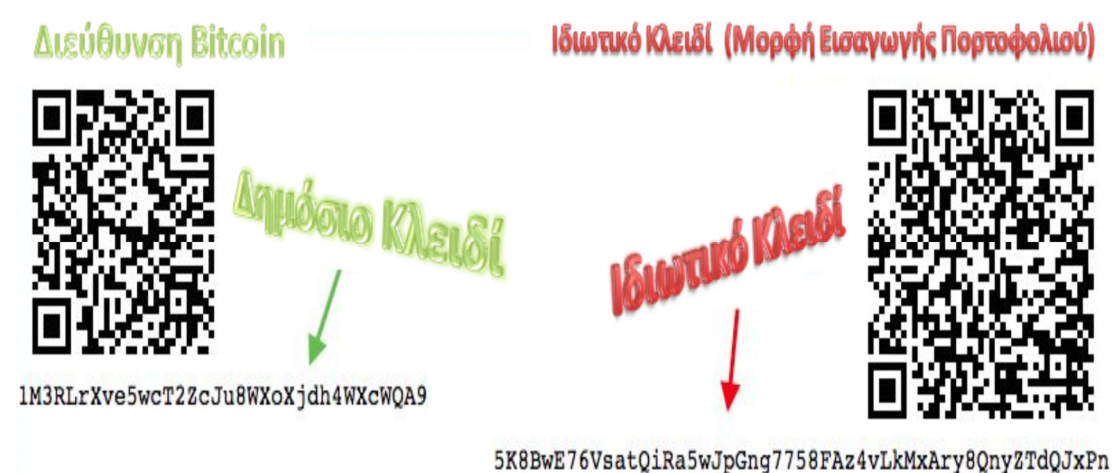 Διεύθυνση Bitcoin
Ιδιωτικό Κλειδί (Μορφή Εισαγωγής Πορτοφολιού)
Δημόσιο Κλειδί
Ιδιωτικό Κλειδί
1M3RLrXve5wcT2ZcJu8WXoXjdh4WXcWQA9
5K8BwE76VsatQiRa5wJpGng7758FAz4vLkMxAry8QnyZTdQJxPn